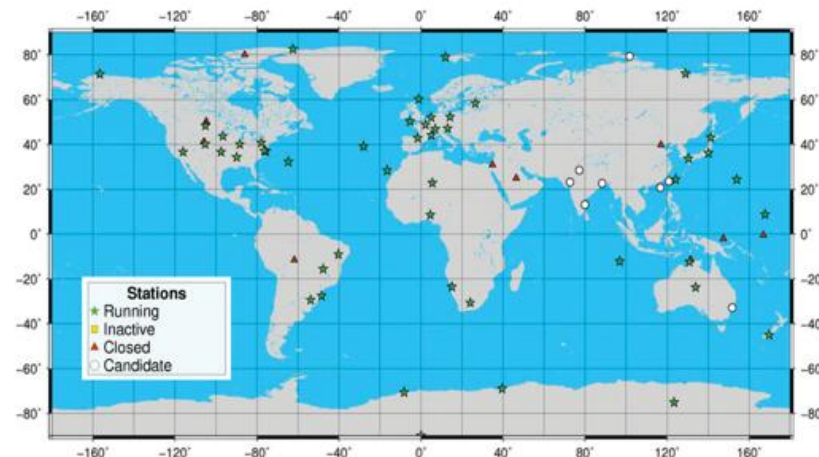 −160˚ −120˚ −80˚ −40˚ 0˚ 40˚ 80˚ 120˚ 160˚
80˚ 80˚
60˚ 60˚
40˚ 40˚
20˚ 20˚
0˚ 0˚
−20˚ −20˚
Stations
Running
−40˚ −40˚
Inactive
Closed
−60˚ −60˚
Candidate
−80˚ −80˚
−160˚ −120˚ −80˚ −40˚ 0˚ 40˚ 80˚ 120˚ 160˚